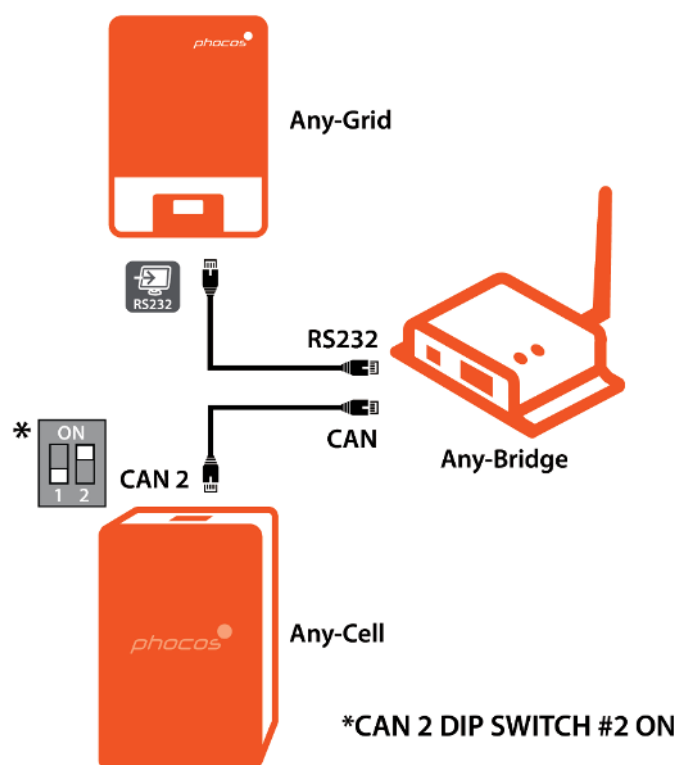 phocos
Any-Grid
RS232
RS232
CAN
Any-Bridge
*
ON
1 2
CAN 2
phocos
Any-Cell
*CAN 2 DIP SWITCH #2 ON